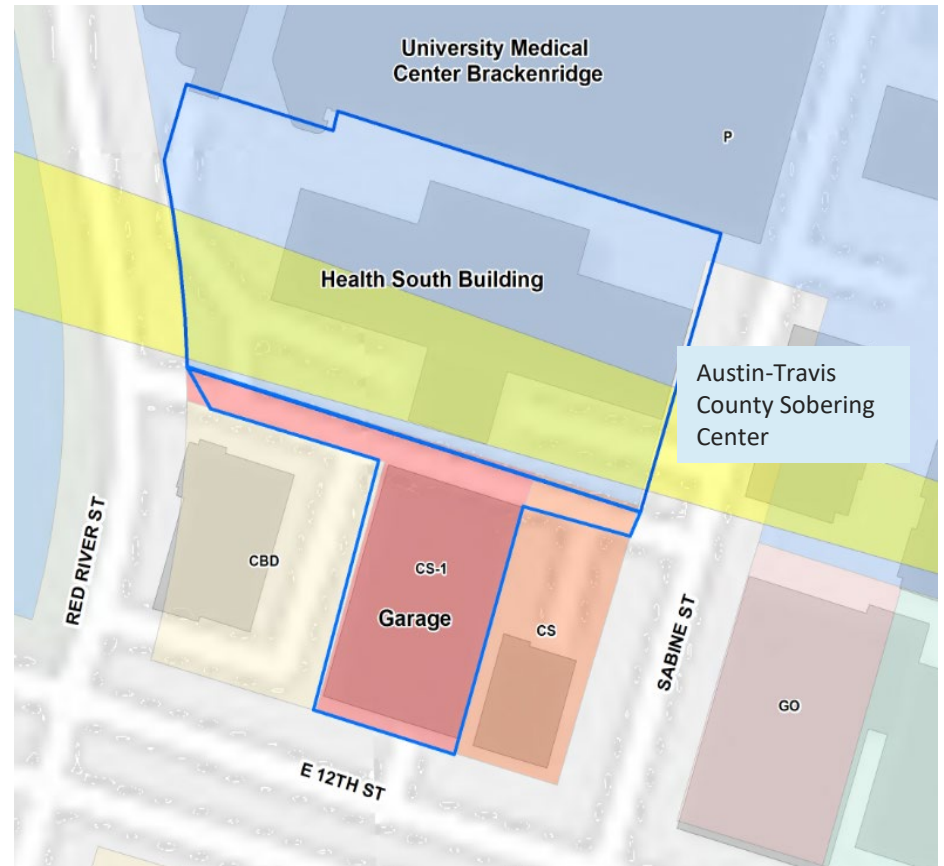 University Medical
Center Brackenridge
P
Health South Building
Austin-Travis
County Sobering
Center
RED RIVER ST
CBD
CS-1
Garage
CS
SABINE ST
GO
E 12TH ST